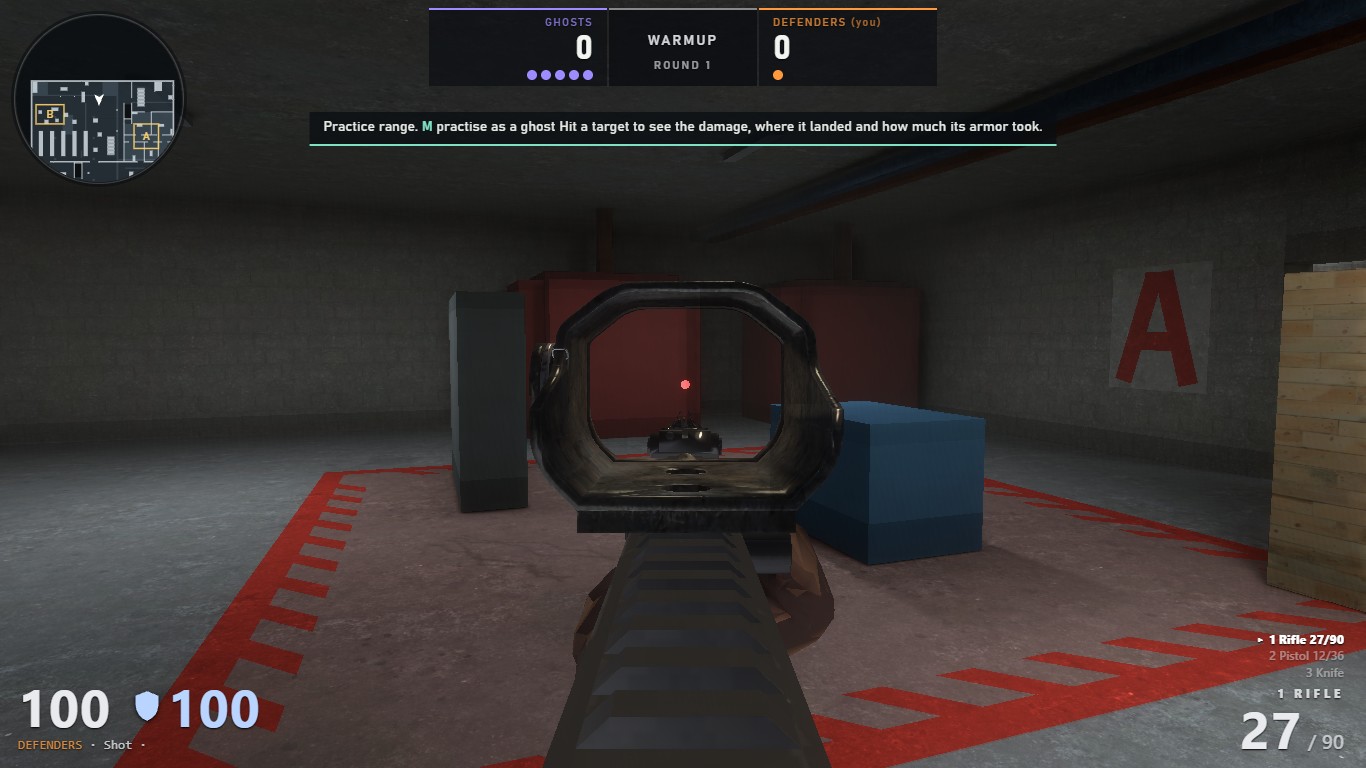 GHOSTS
0
WARMUP
ROUND 1
DEFENDERS (you)
0
B
A
Practice range. M practise as a ghost Hit a target to see the damage, where it landed and how much its armor took.
A
▸ 1 Rifle 27/90
2 Pistol 12/36
3 Knife
1 RIFLE
27 / 90
100 100
DEFENDERS · Shot ·